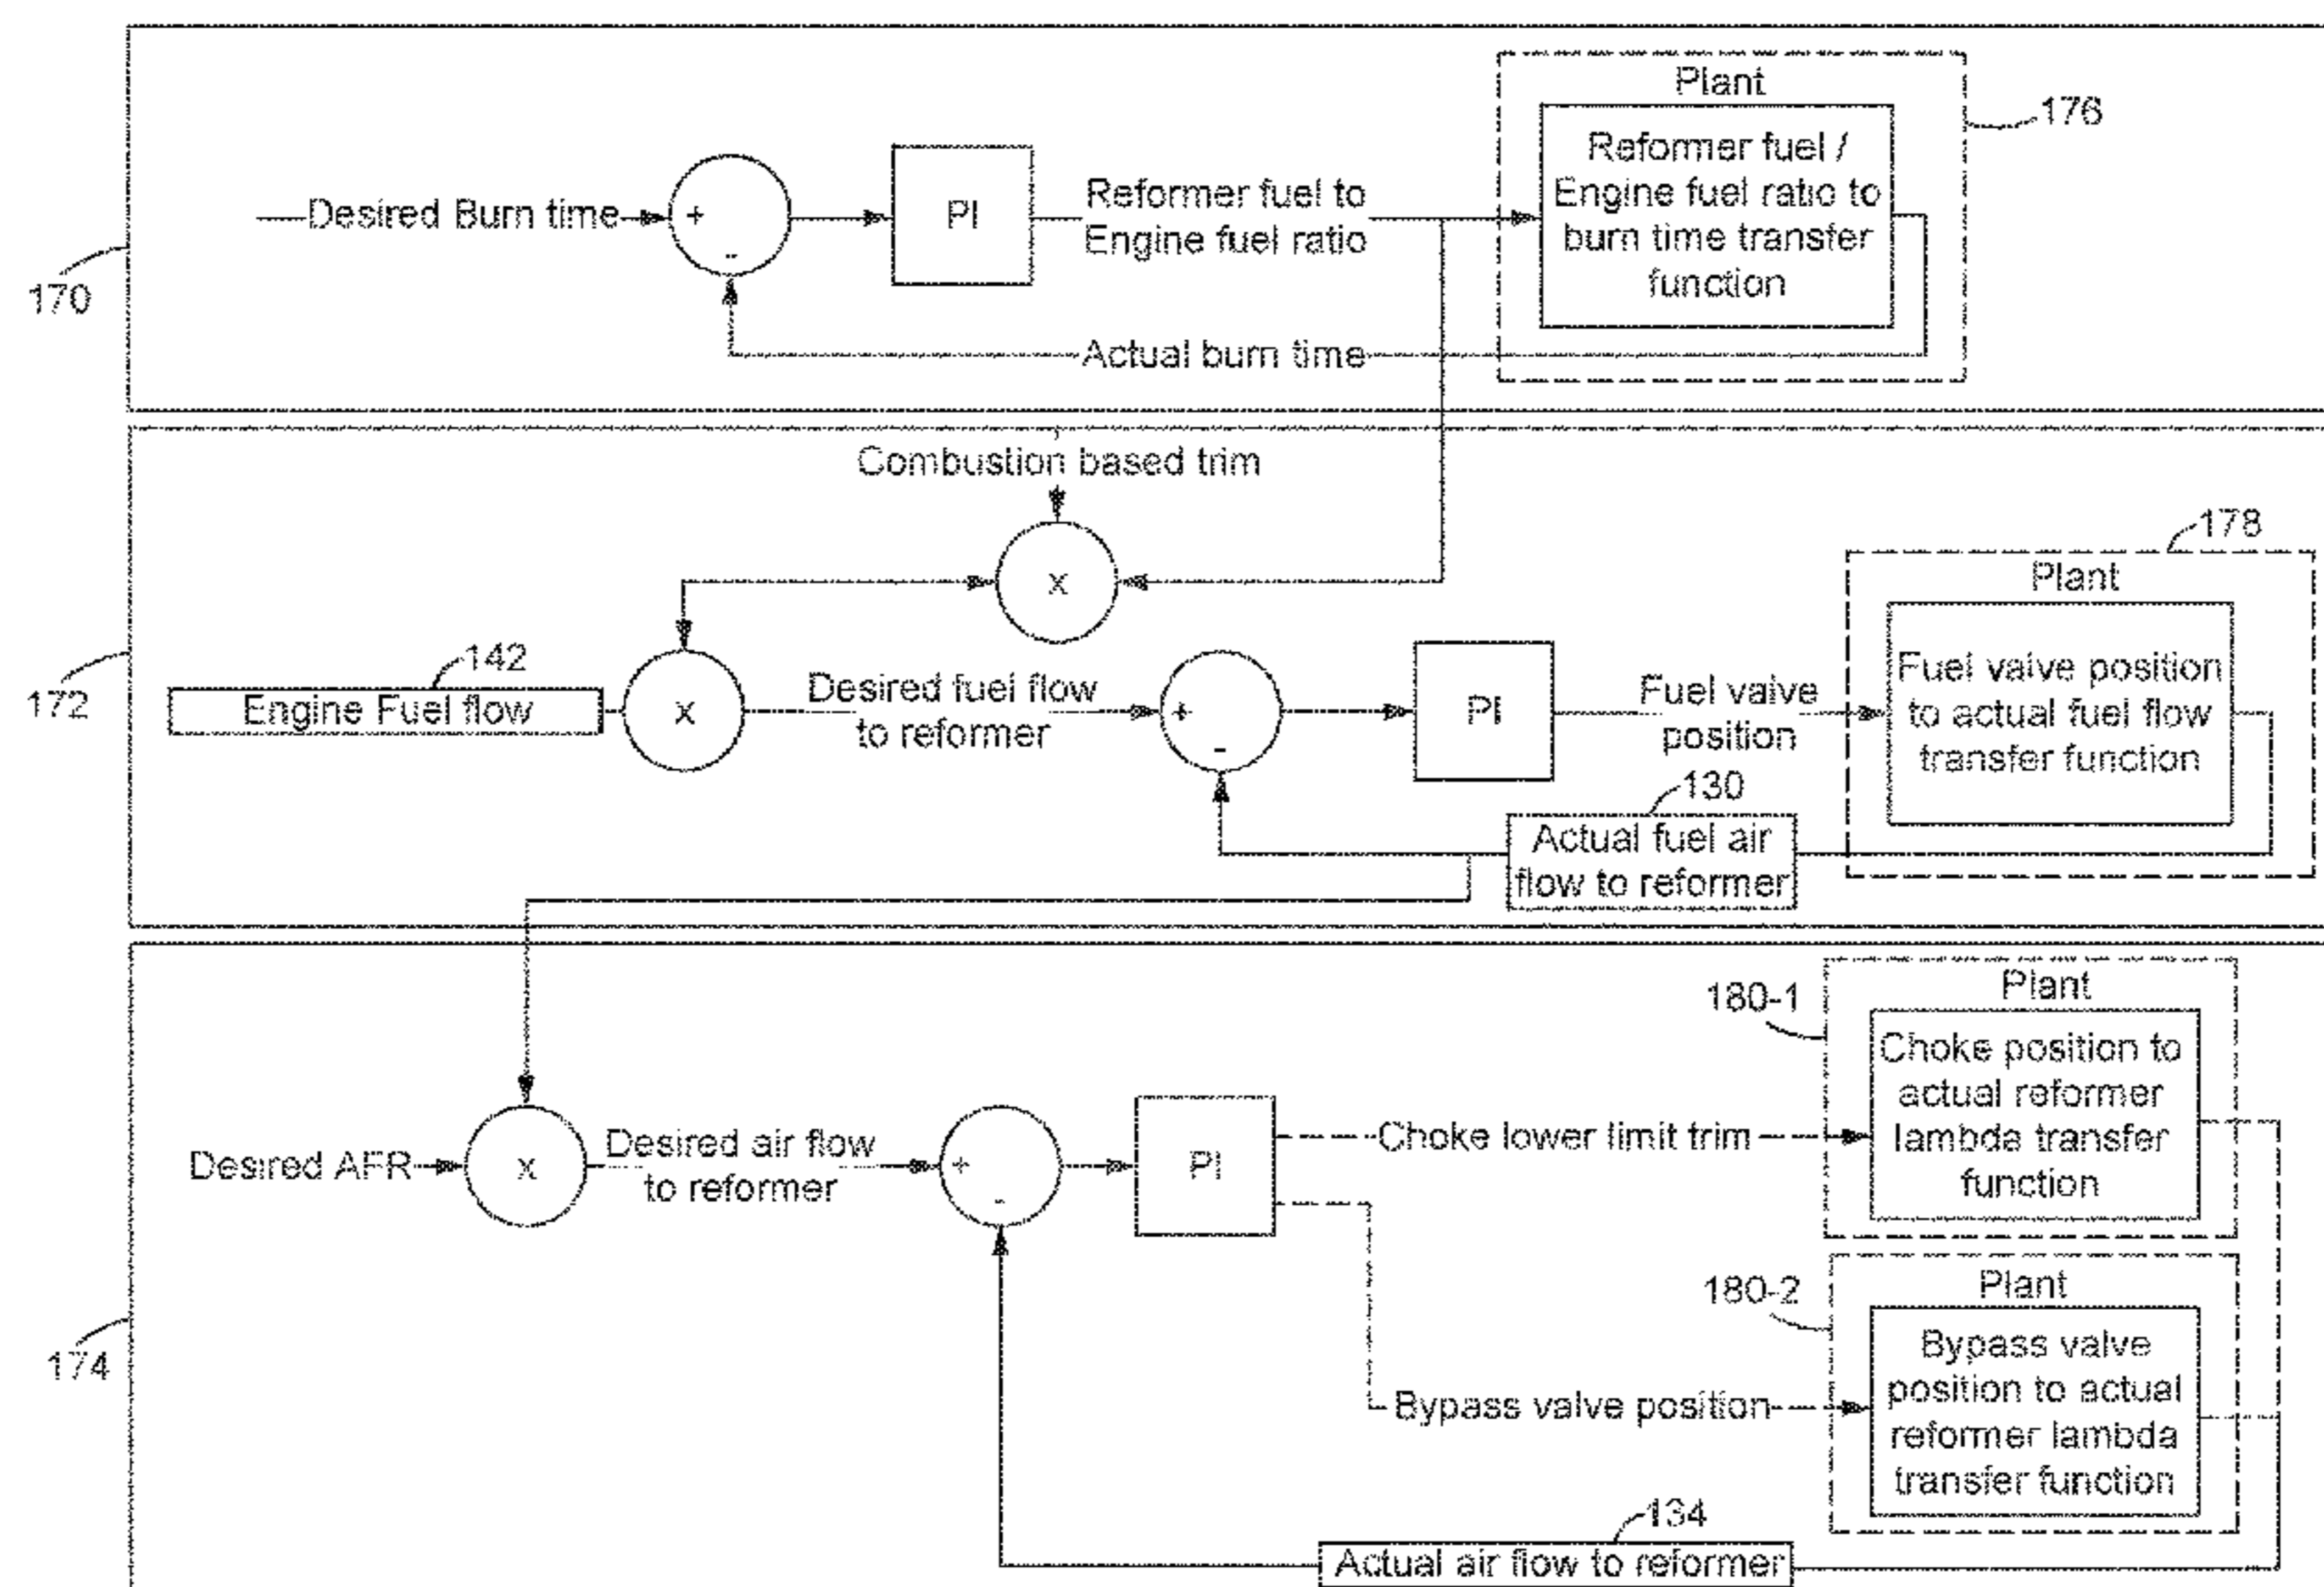 Plant
176
Reformer fuel /
Engine fuel ratio to
burn time transfer
function
Desired Burn time
+
-
PI
Reformer fuel to
Engine fuel ratio
170
Actual burn time
Combustion based trim
x
178
Plant
142
Engine Fuel flow
x
Desired fuel flow
to reformer
+
-
PI
Fuel valve
position
Fuel valve position
to actual fuel flow
transfer function
172
130
Actual fuel air
flow to reformer
180-1
Plant
Choke position to
actual reformer
lambda transfer
function
Desired AFR
x
Desired air flow
to reformer
+
-
PI
Choke lower limit trim
180-2
Plant
Bypass valve
position to actual
reformer lambda
transfer function
174
Bypass valve position
134
Actual air flow to reformer